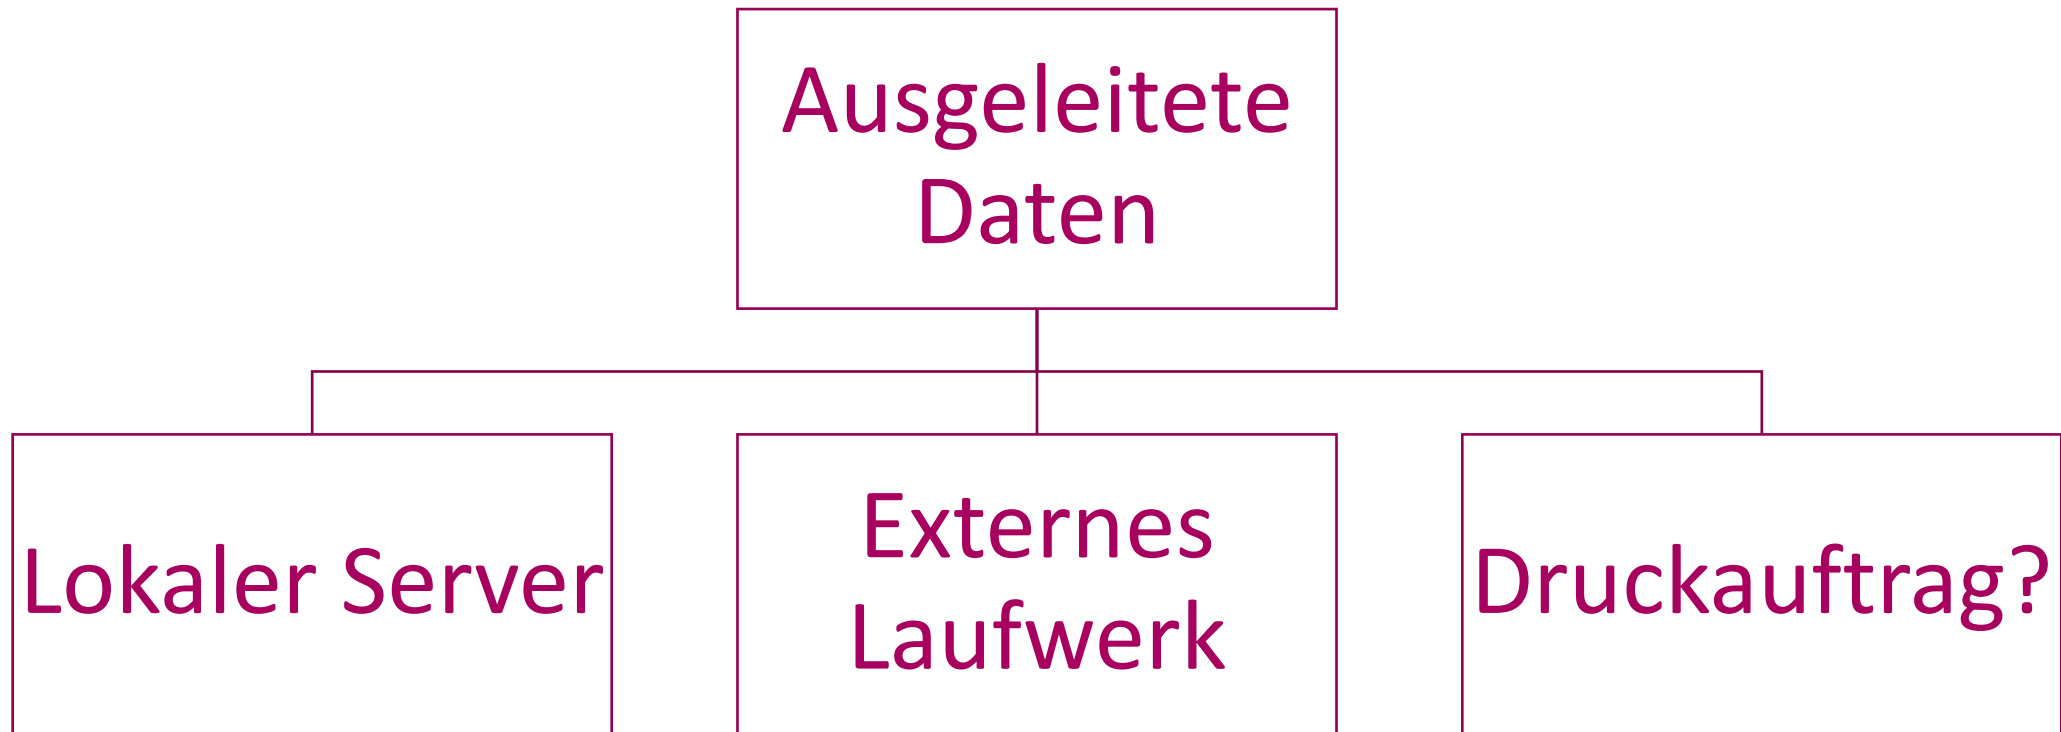 Ausgeleitete
Daten
Lokaler Server
Externes
Laufwerk
Druckauftrag?